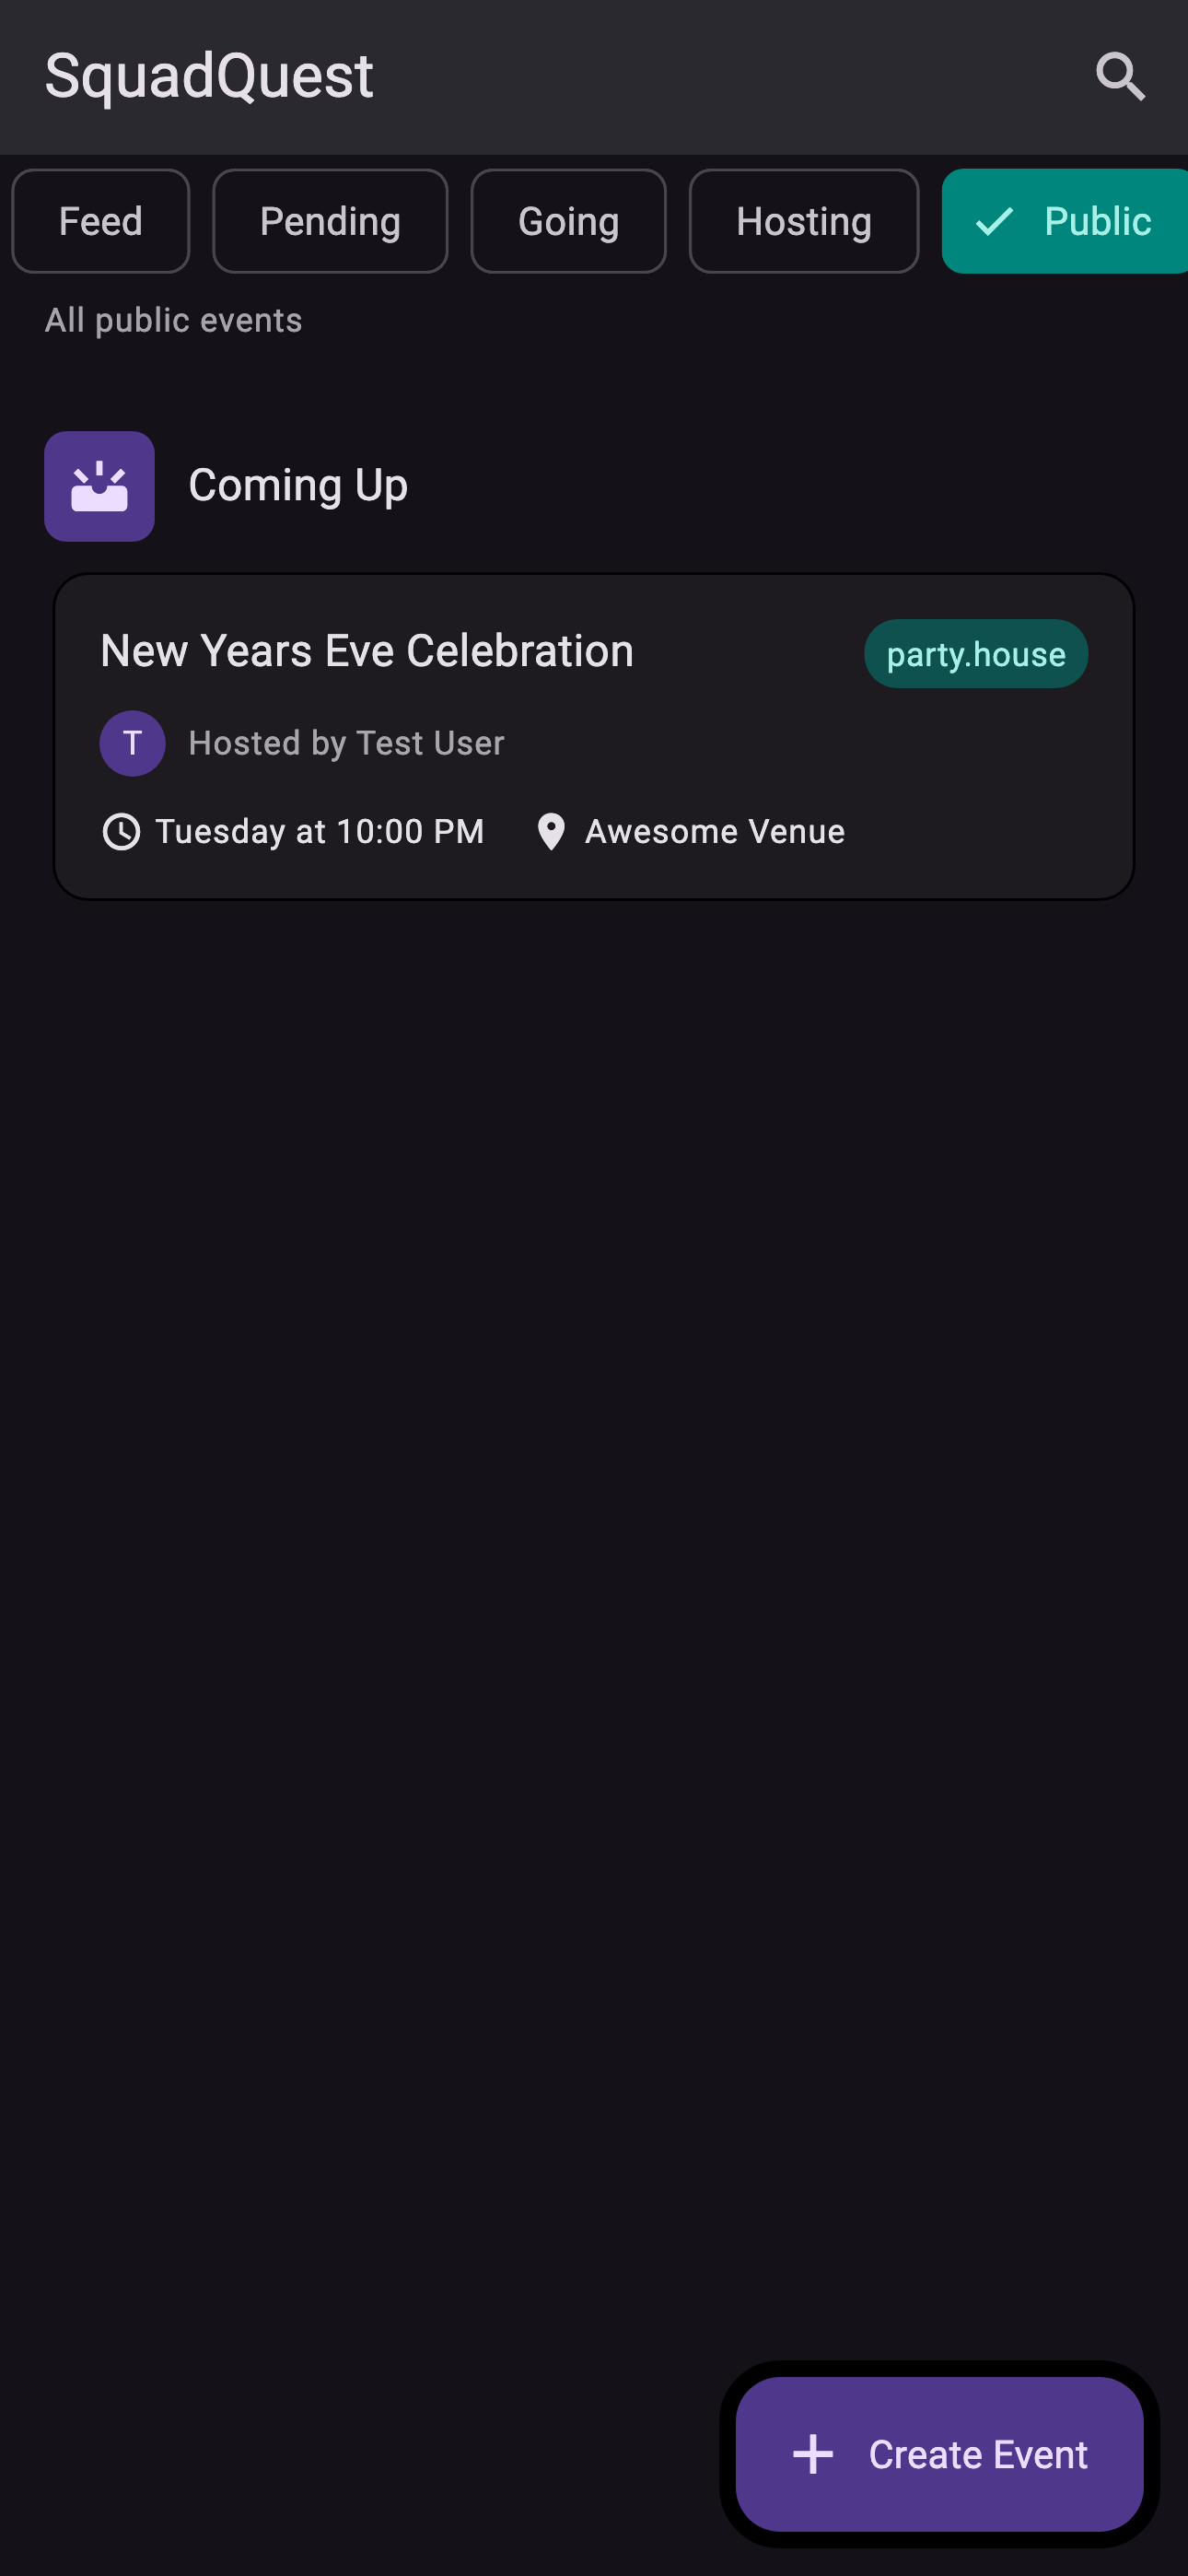 SquadQuest
Feed Pending Going Hosting Public
All public events
Coming Up
New Years Eve Celebration party.house
T Hosted by Test User
Tuesday at 10:00 PM Awesome Venue
Create Event